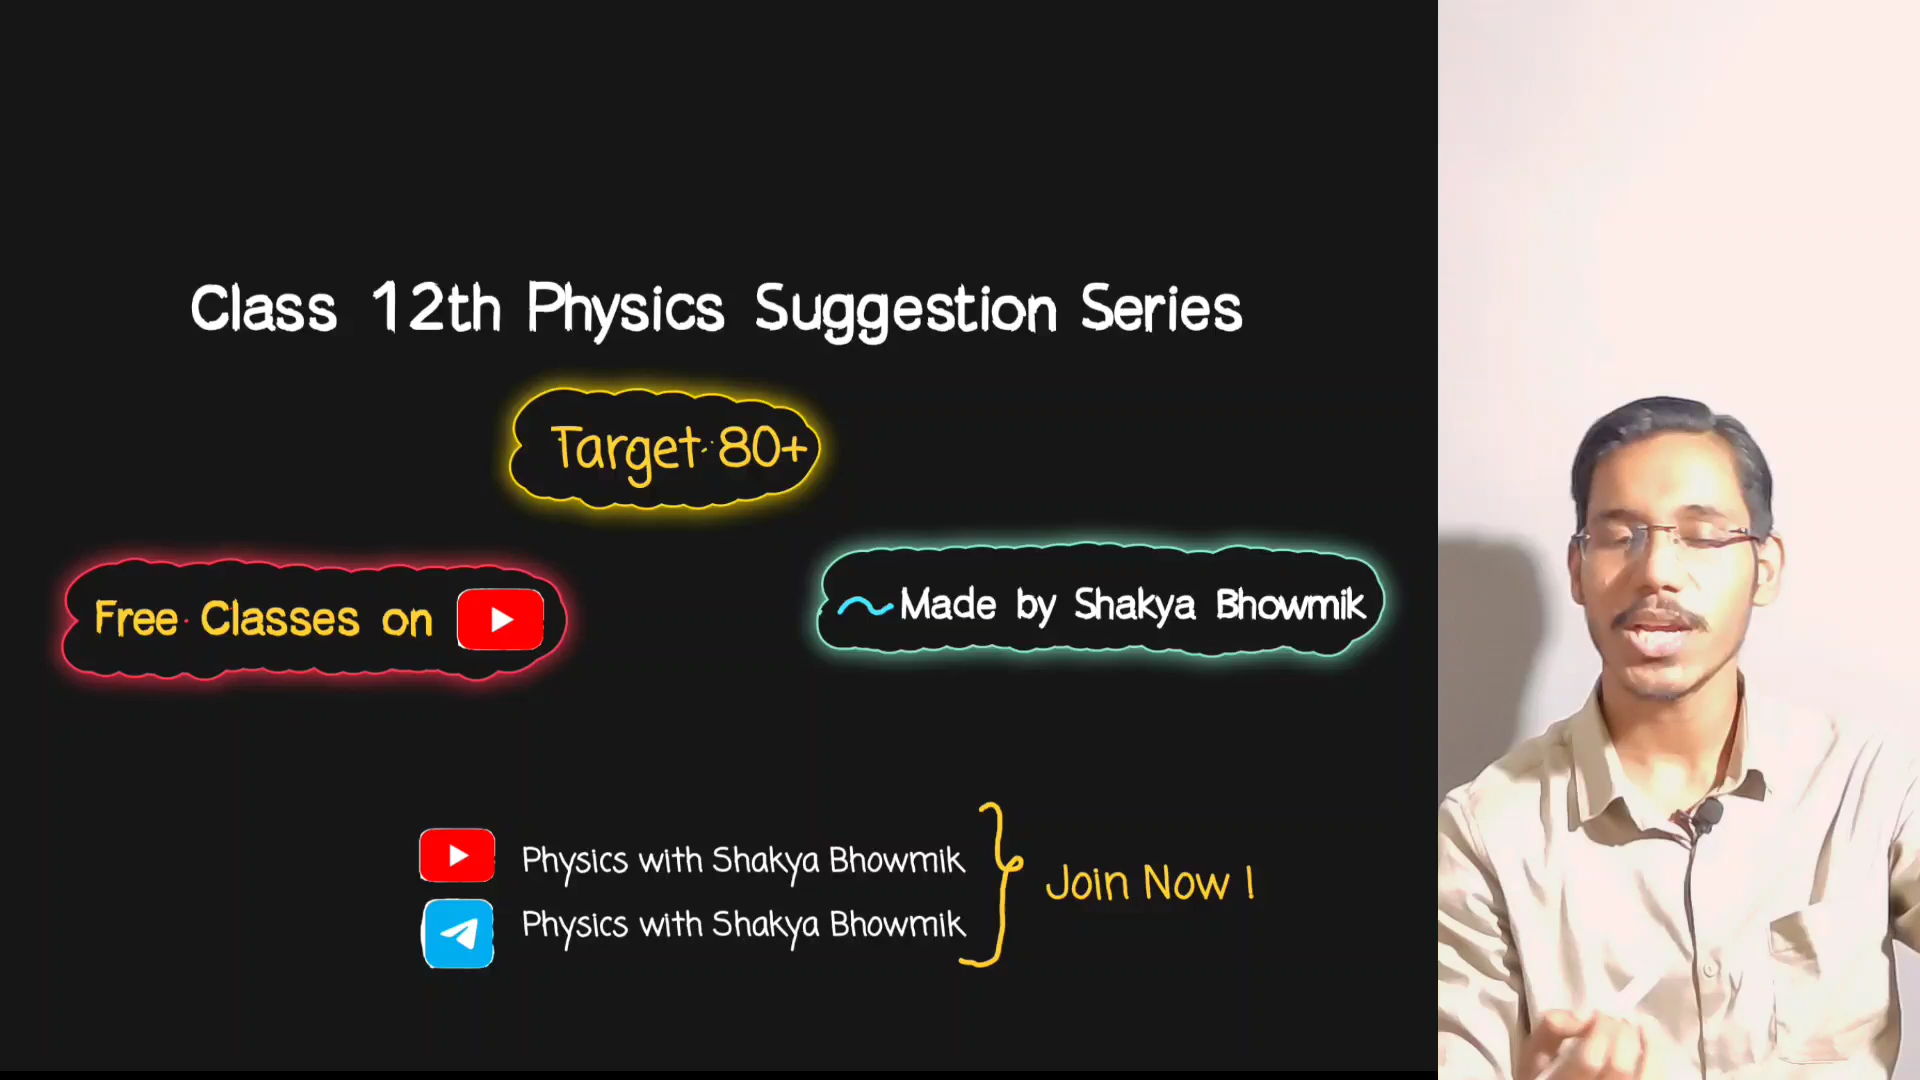 Class 12th Physics Suggestion Series
Target 80+
Free Classes on
~Made by Shakya Bhowmik
Physics with Shakya Bhowmik
Physics with Shakya Bhowmik
Join Now !